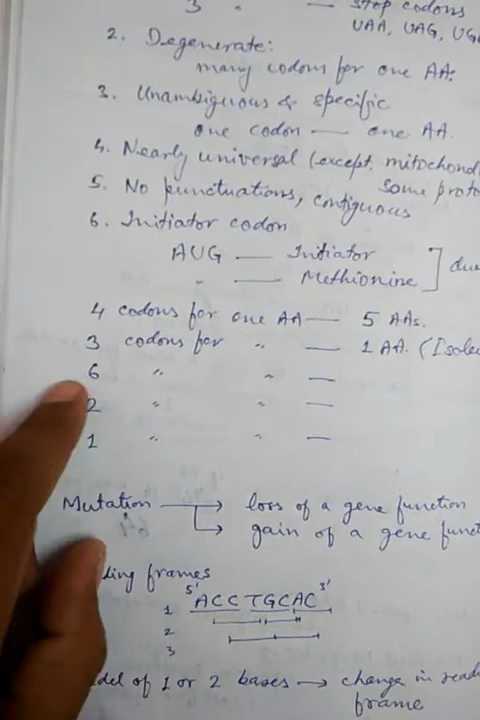 3 " — stop codons
UAA, UAG, UG
2. Degenerate:
many codons for one AA.
3. Unambiguous & specific
one codon — one AA.
4. Nearly universal (except. mitochond
some proto
5. No punctuations, contiguous
6. Initiator codon
AUG — Initiator
" — Methionine ] due
4 codons for one AA — 5 AAs.
3 codons for " — 1 AA. (Isole
6 " " —
2 " " —
1 " " —
Mutation → loss of a gene function
→ gain of a gene funct
ding frames
5' ACC TGC AC 3'
1
2
3
del of 1 or 2 bases → change in read
frame